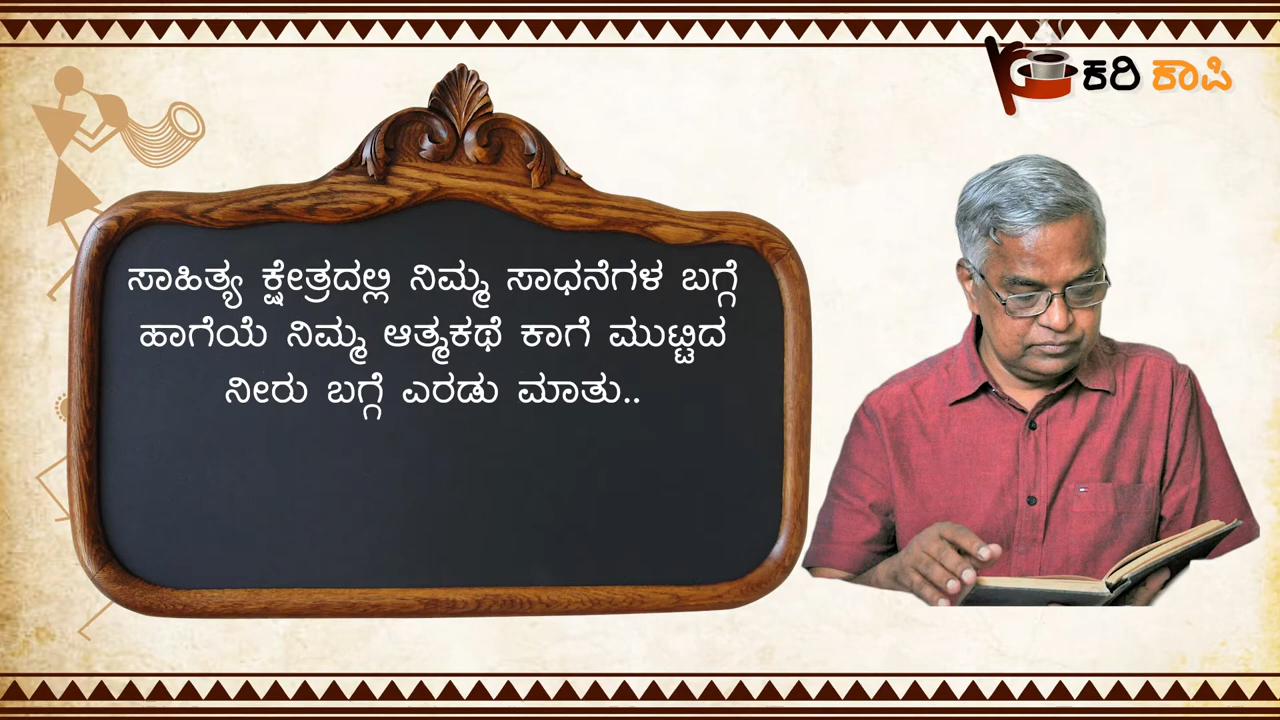 ಕರಿ ಕಾಪಿ
ಸಾಹಿತ್ಯ ಕ್ಷೇತ್ರದಲ್ಲಿ ನಿಮ್ಮ ಸಾಧನೆಗಳ ಬಗ್ಗೆ
ಹಾಗೆಯೆ ನಿಮ್ಮ ಆತ್ಮಕಥೆ ಕಾಗೆ ಮುಟ್ಟಿದ
ನೀರು ಬಗ್ಗೆ ಎರಡು ಮಾತು..